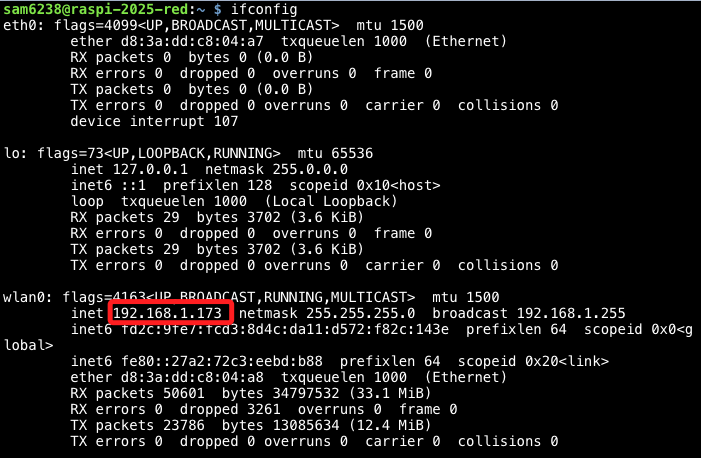 sam6238@raspi-2025-red:~ $ ifconfig
eth0: flags=4099<UP,BROADCAST,MULTICAST>  mtu 1500
        ether d8:3a:dd:c8:04:a7  txqueuelen 1000  (Ethernet)
        RX packets 0  bytes 0 (0.0 B)
        RX errors 0  dropped 0  overruns 0  frame 0
        TX packets 0  bytes 0 (0.0 B)
        TX errors 0  dropped 0 overruns 0  carrier 0  collisions 0
        device interrupt 107

lo: flags=73<UP,LOOPBACK,RUNNING>  mtu 65536
        inet 127.0.0.1  netmask 255.0.0.0
        inet6 ::1  prefixlen 128  scopeid 0x10<host>
        loop  txqueuelen 1000  (Local Loopback)
        RX packets 29  bytes 3702 (3.6 KiB)
        RX errors 0  dropped 0  overruns 0  frame 0
        TX packets 29  bytes 3702 (3.6 KiB)
        TX errors 0  dropped 0 overruns 0  carrier 0  collisions 0

wlan0: flags=4163<UP,BROADCAST,RUNNING,MULTICAST>  mtu 1500
        inet 192.168.1.173  netmask 255.255.255.0  broadcast 192.168.1.255
        inet6 fd2c:9fe7:fcd3:8d4c:da11:d572:f82c:143e  prefixlen 64  scopeid 0x0<g
lobal>
        inet6 fe80::27a2:72c3:eebd:b88  prefixlen 64  scopeid 0x20<link>
        ether d8:3a:dd:c8:04:a8  txqueuelen 1000  (Ethernet)
        RX packets 50601  bytes 34797532 (33.1 MiB)
        RX errors 0  dropped 3261  overruns 0  frame 0
        TX packets 23786  bytes 13085634 (12.4 MiB)
        TX errors 0  dropped 0 overruns 0  carrier 0  collisions 0